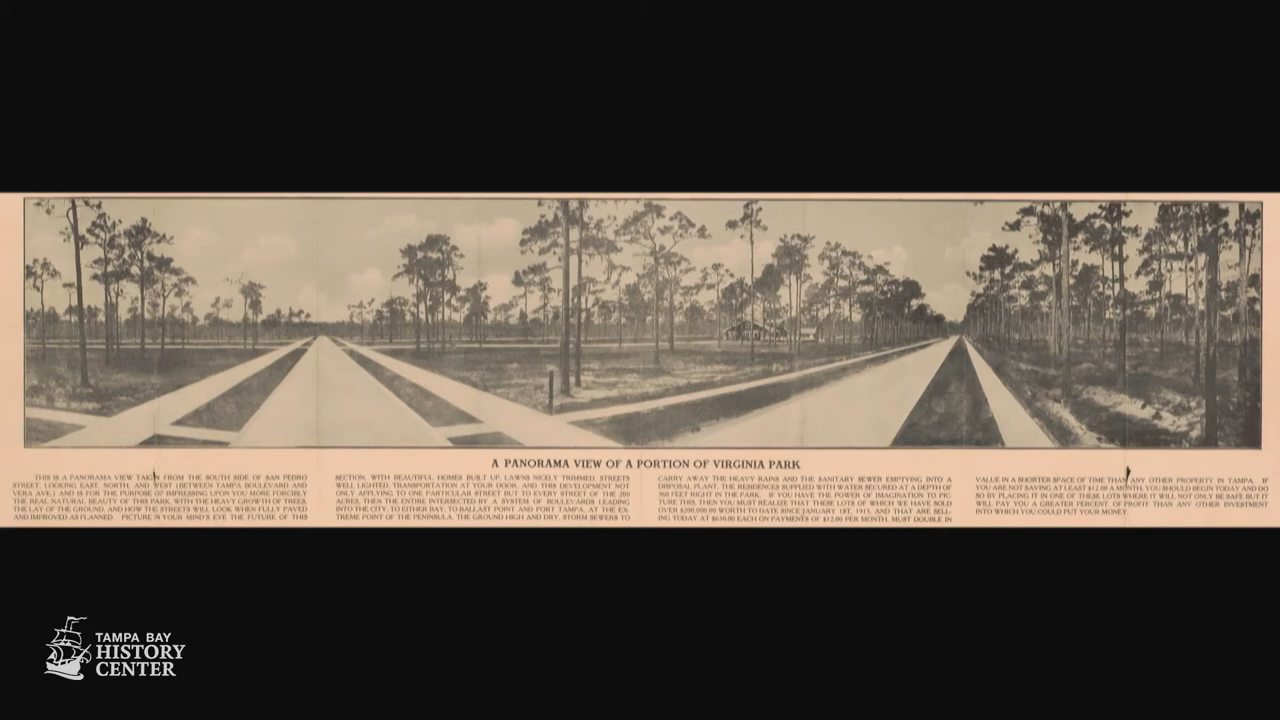 A PANORAMA VIEW OF A PORTION OF VIRGINIA PARK
THIS IS A PANORAMA VIEW TAKEN FROM THE SOUTH SIDE OF SAN PEDRO
STREET, LOOKING EAST, NORTH, AND WEST (BETWEEN TAMPA BOULEVARD AND
VERA AVE.) AND IS FOR THE PURPOSE OF IMPRESSING UPON YOU MORE FORCIBLY
THE REAL NATURAL BEAUTY OF THIS PARK, WITH THE HEAVY GROWTH OF TREES,
THE LAY OF THE GROUND, AND HOW THE STREETS WILL LOOK WHEN FULLY PAVED
AND IMPROVED AS PLANNED. PICTURE IN YOUR MIND'S EYE THE FUTURE OF THIS
SECTION, WITH BEAUTIFUL HOMES BUILT UP, LAWNS NICELY TRIMMED, STREETS
WELL LIGHTED, TRANSPORTATION AT YOUR DOOR, AND THIS DEVELOPMENT NOT
ONLY APPLYING TO ONE PARTICULAR STREET BUT TO EVERY STREET OF THE 200
ACRES, THEN THE ENTIRE INTERSECTED BY A SYSTEM OF BOULEVARDS LEADING
INTO THE CITY, TO EITHER BAY, TO BALLAST POINT AND PORT TAMPA, AT THE EX-
TREME POINT OF THE PENINSULA, THE GROUND HIGH AND DRY, STORM SEWERS TO
CARRY AWAY THE HEAVY RAINS AND THE SANITARY SEWER EMPTYING INTO A
DISPOSAL PLANT, THE RESIDENCES SUPPLIED WITH WATER SECURED AT A DEPTH OF
360 FEET RIGHT IN THE PARK. IF YOU HAVE THE POWER OF IMAGINATION TO PIC-
TURE THIS, THEN YOU MUST REALIZE THAT THESE LOTS OF WHICH WE HAVE SOLD
OVER $200,000.00 WORTH TO DATE SINCE JANUARY 1ST, 1913, AND THAT ARE SELL-
ING TODAY AT $650.00 EACH ON PAYMENTS OF $12.00 PER MONTH, MUST DOUBLE IN
VALUE IN A SHORTER SPACE OF TIME THAN ANY OTHER PROPERTY IN TAMPA. IF
YOU ARE NOT SAVING AT LEAST $12.00 A MONTH, YOU SHOULD BEGIN TODAY AND DO
SO BY PLACING IT IN ONE OF THESE LOTS WHERE IT WILL NOT ONLY BE SAFE BUT IT
WILL PAY YOU A GREATER PERCENT OF PROFIT THAN ANY OTHER INVESTMENT
INTO WHICH YOU COULD PUT YOUR MONEY.
TAMPA BAY
HISTORY
CENTER